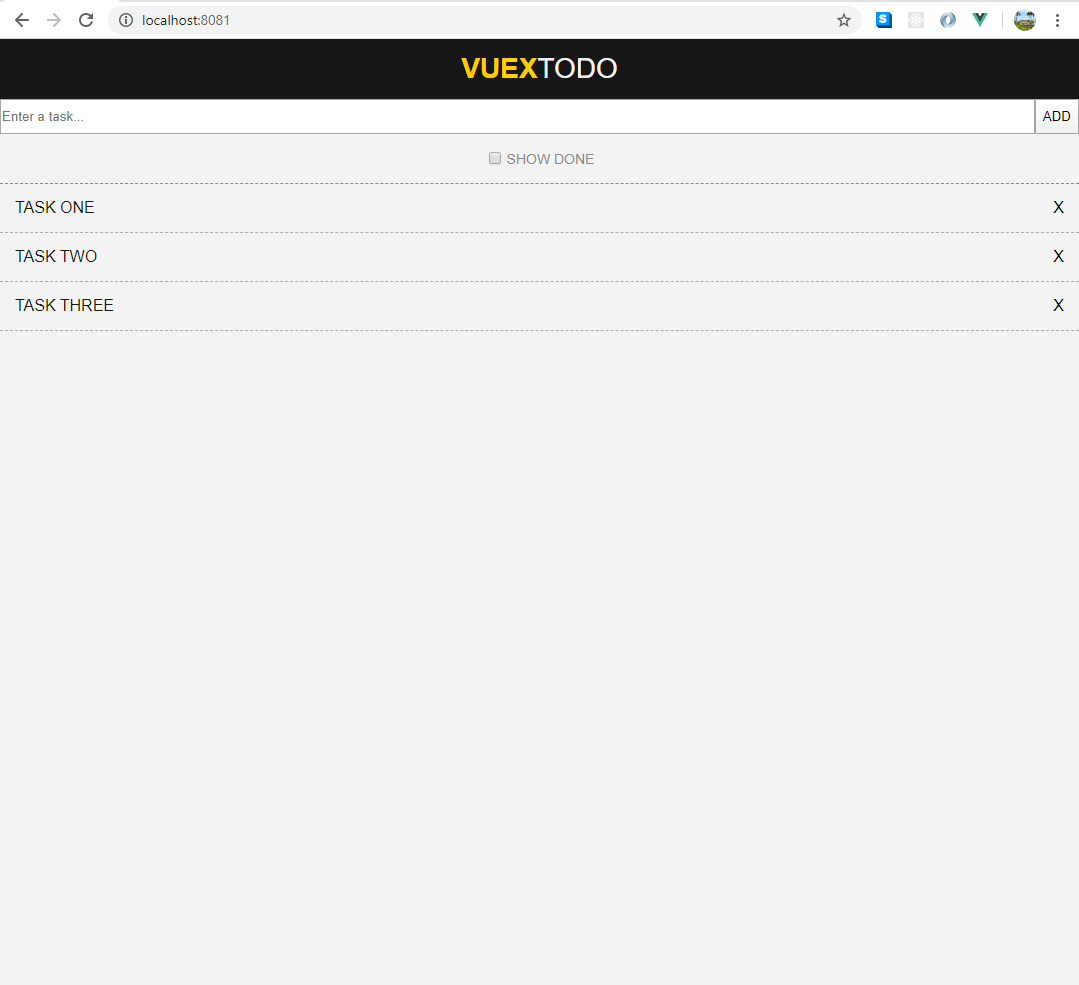 localhost:8081
VUEXTODO
Enter a task...
ADD
SHOW DONE
TASK ONE X
TASK TWO X
TASK THREE X